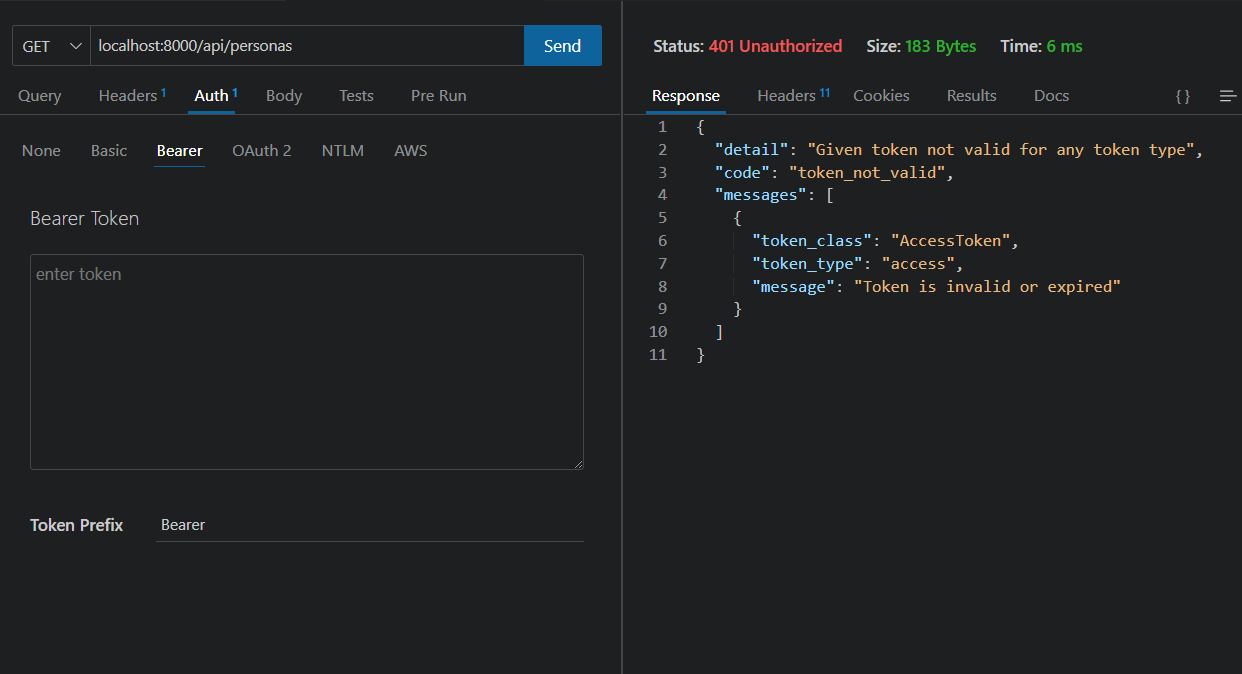 GET localhost:8000/api/personas Send
Query Headers 1 Auth 1 Body Tests Pre Run
None Basic Bearer OAuth 2 NTLM AWS
Bearer Token
enter token
Token Prefix Bearer
Status: 401 Unauthorized Size: 183 Bytes Time: 6 ms
Response Headers 11 Cookies Results Docs { }
1 {
2 "detail": "Given token not valid for any token type",
3 "code": "token_not_valid",
4 "messages": [
5 {
6 "token_class": "AccessToken",
7 "token_type": "access",
8 "message": "Token is invalid or expired"
9 }
10 ]
11 }